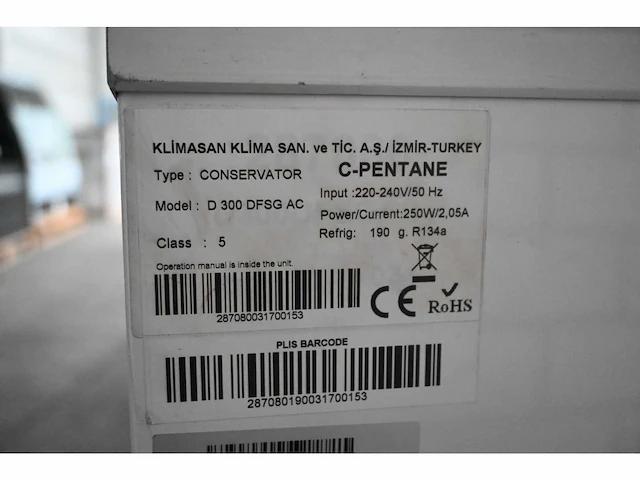 KLİMASAN KLİMA SAN. ve TİC. A.Ş./ İZMİR-TURKEY
Type : CONSERVATOR C-PENTANE
Model : D 300 DFSG AC Input :220-240V/50 Hz
Power/Current:250W/2,05A
Class : 5 Refrig: 190 g. R134a
Operation manual is inside the unit.
287080031700153
CE RoHS
PLIS BARCODE
287080190031700153